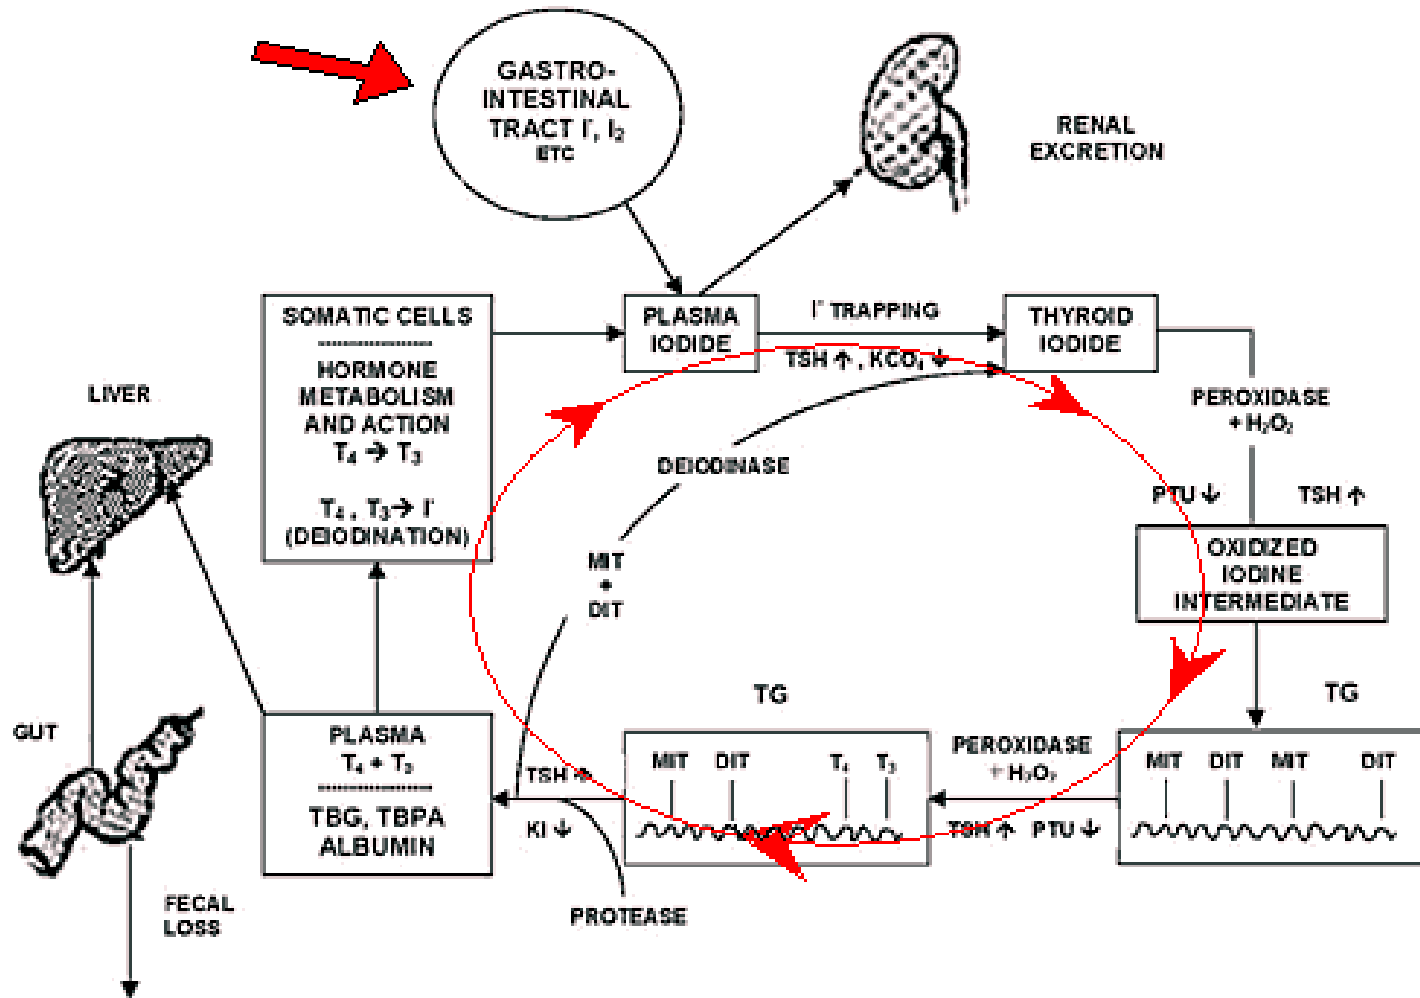 GASTRO-
INTESTINAL
TRACT I⁻, I₂
ETC
RENAL
EXCRETION
SOMATIC CELLS
HORMONE
METABOLISM
AND ACTION
T₄ → T₃
T₄ , T₃ → I⁻
(DEIODINATION)
PLASMA
IODIDE
I⁻ TRAPPING
TSH ↑ , KCO₄ ↓
THYROID
IODIDE
PEROXIDASE
+ H₂O₂
PTU ↓ TSH ↑
OXIDIZED
IODINE
INTERMEDIATE
LIVER
DEIODINASE
MIT
+
DIT
TG
TG
MIT DIT MIT DIT
PEROXIDASE
+ H₂O₂
TSH ↑ PTU ↓
MIT DIT T₄ T₃
TSH ↑
KI ↓
PROTEASE
PLASMA
T₄ + T₃
TBG, TBPA
ALBUMIN
GUT
FECAL
LOSS